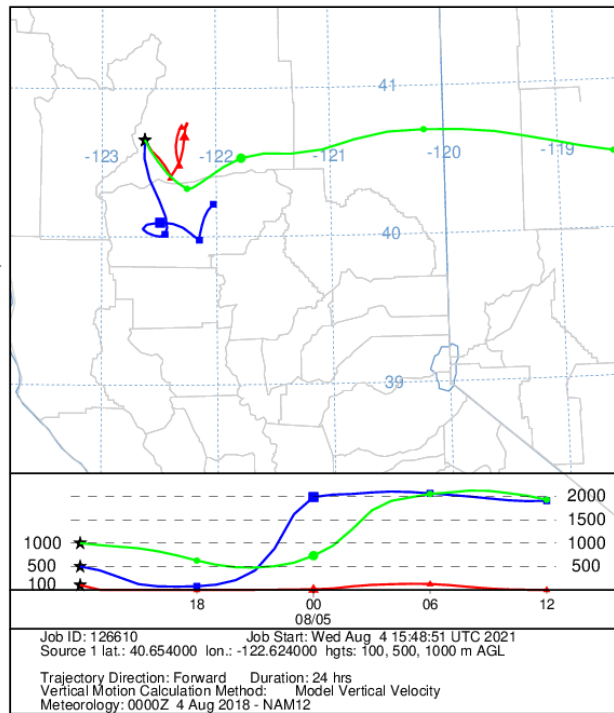 41
-123
-122
-121
-120
-119
40
39
2000
1500
1000 1000
500 500
100
18 00 06 12
08/05
Job ID: 126610 Job Start: Wed Aug 4 15:48:51 UTC 2021
Source 1 lat.: 40.654000 lon.: -122.624000 hgts: 100, 500, 1000 m AGL
Trajectory Direction: Forward Duration: 24 hrs
Vertical Motion Calculation Method: Model Vertical Velocity
Meteorology: 0000Z 4 Aug 2018 - NAM12